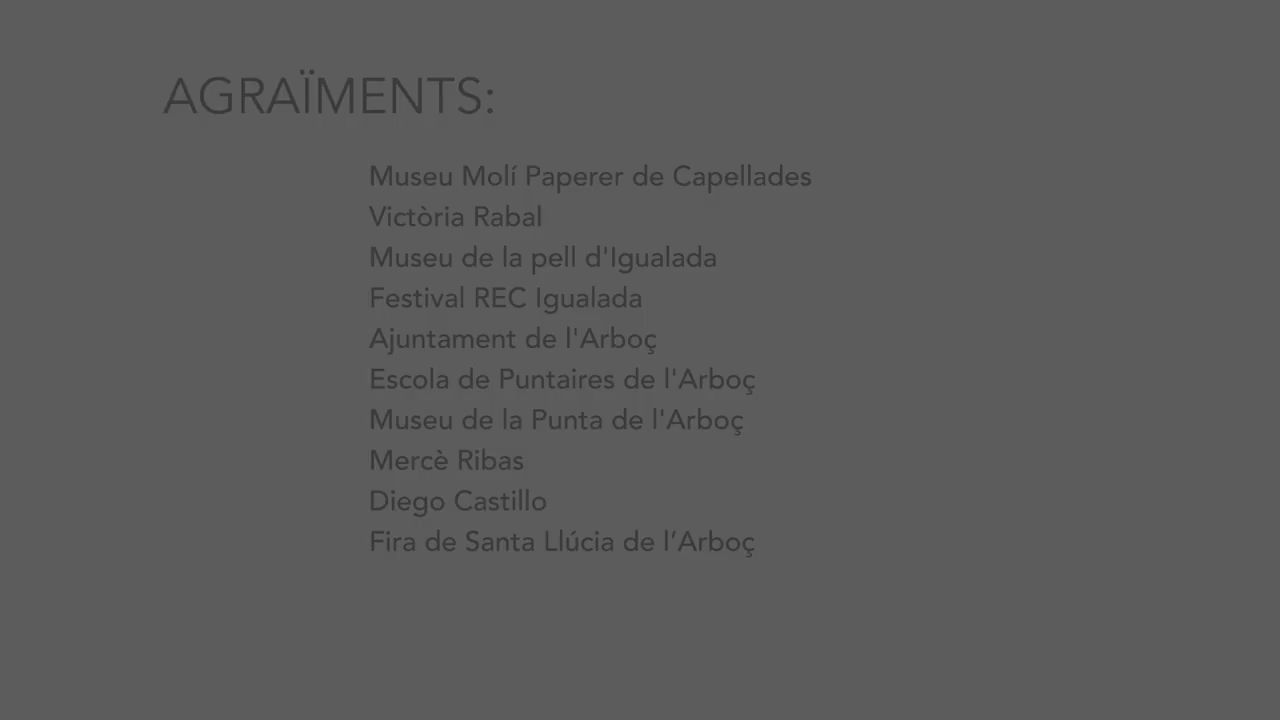 AGRAÏMENTS:
Museu Molí Paperer de Capellades
Victòria Rabal
Museu de la pell d'Igualada
Festival REC Igualada
Ajuntament de l'Arboç
Escola de Puntaires de l'Arboç
Museu de la Punta de l'Arboç
Mercè Ribas
Diego Castillo
Fira de Santa Llúcia de l’Arboç